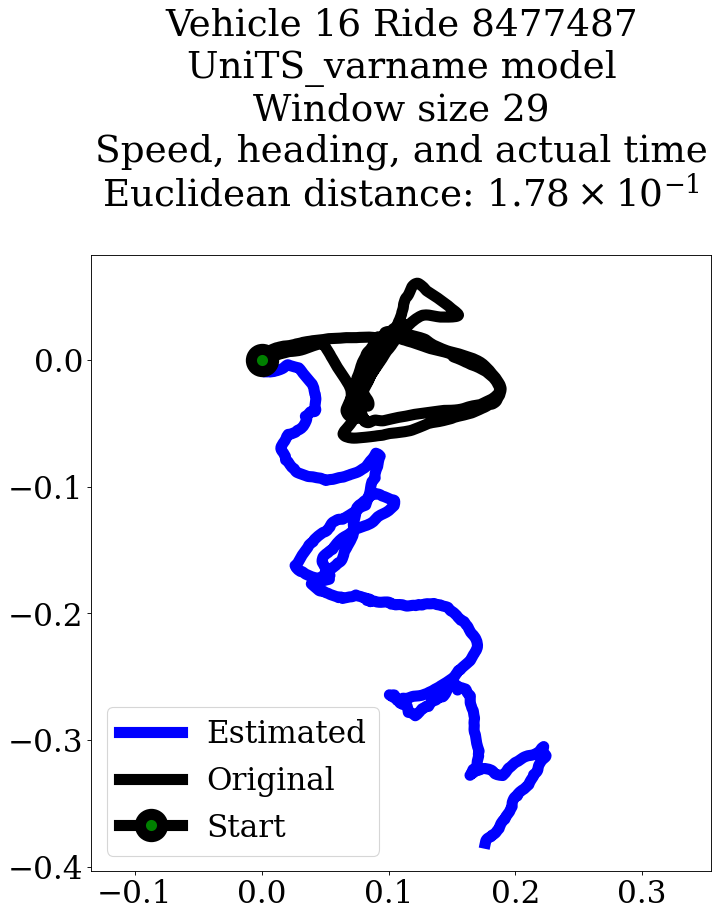 Vehicle 16 Ride 8477487
UniTS_varname model
Window size 29
Speed, heading, and actual time
Euclidean distance: 1.78 × 10⁻¹
0.0
−0.1
−0.2
−0.3
−0.4
Estimated
Original
Start
−0.1
0.0
0.1
0.2
0.3